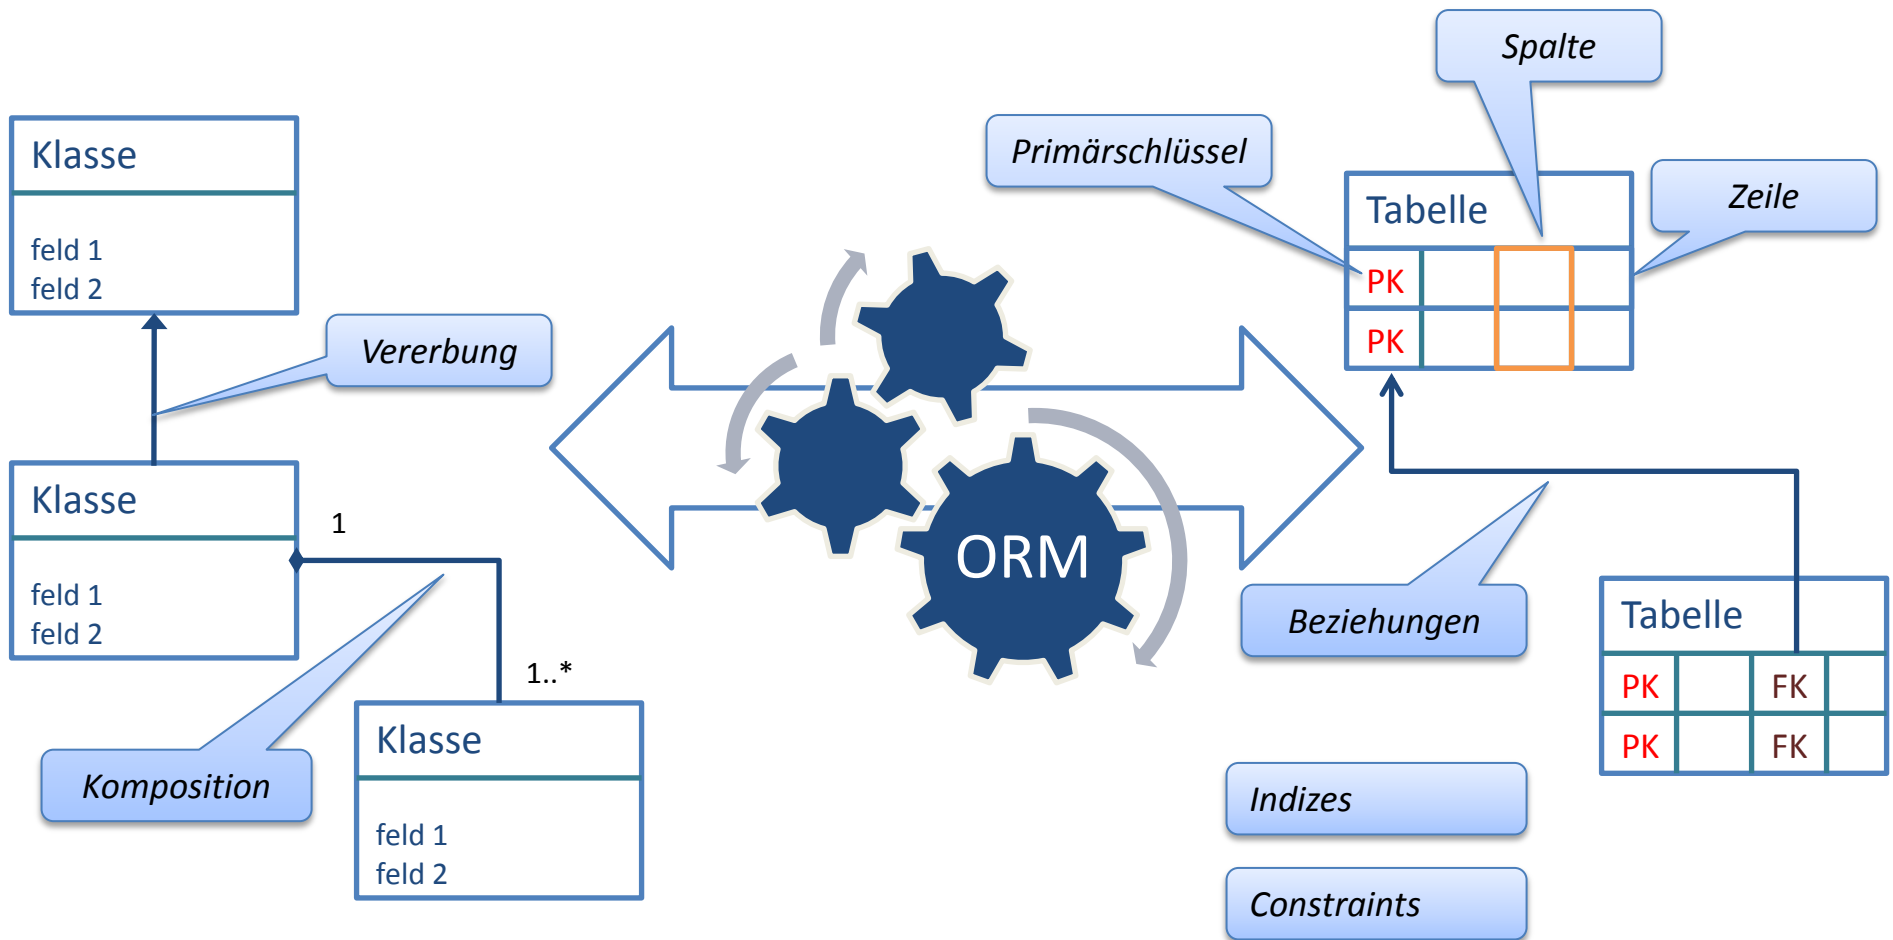 Klasse
feld 1
feld 2
Vererbung
Klasse
feld 1
feld 2
1
1..*
Komposition
Klasse
feld 1
feld 2
ORM
Spalte
Primärschlüssel
Zeile
Tabelle
PK
PK
Beziehungen
Tabelle
PK FK
PK FK
Indizes
Constraints